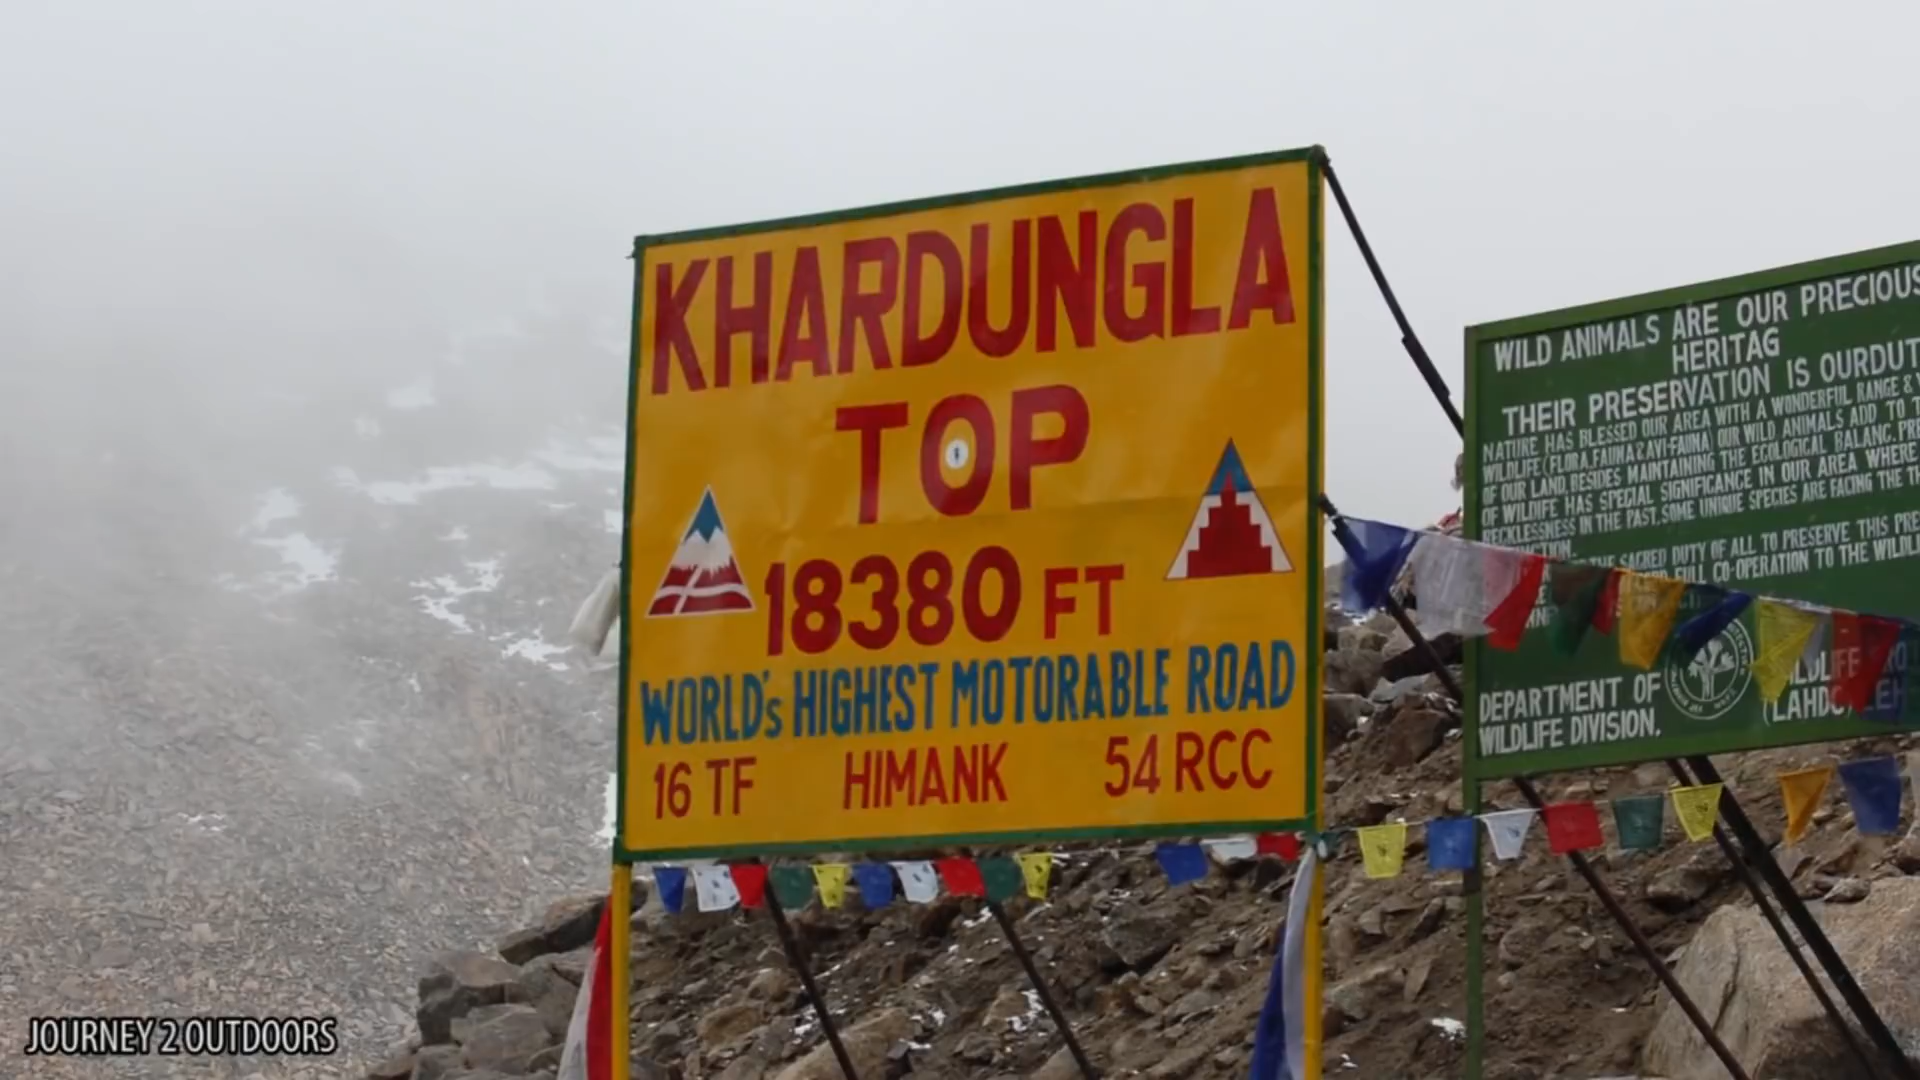 KHARDUNGLA
TOP
18380 FT
WORLD's HIGHEST MOTORABLE ROAD
16 TF HIMANK 54 RCC
WILD ANIMALS ARE OUR PRECIOUS
HERITAG
THEIR PRESERVATION IS OURDUT
NATURE HAS BLESSED OUR AREA WITH A WONDERFUL RANGE &
WILDLIFE (FLORA,FAUNA & AVI-FAUNA) OUR WILD ANIMALS ADD TO
OF OUR LAND, BESIDES MAINTAINING THE ECOLOGICAL BALANC. PRE
OF WILDIFE HAS SPECIAL SIGNIFICANCE IN OUR AREA WHERE
RECKLESSNESS IN THE PAST, SOME UNIQUE SPECIES ARE FACING THE
THE SACRED DUTY OF ALL TO PRESERVE THIS PRE
FULL CO-OPERATION TO THE WILDLI
DEPARTMENT OF
WILDLIFE DIVISION.
JOURNEY 2 OUTDOORS